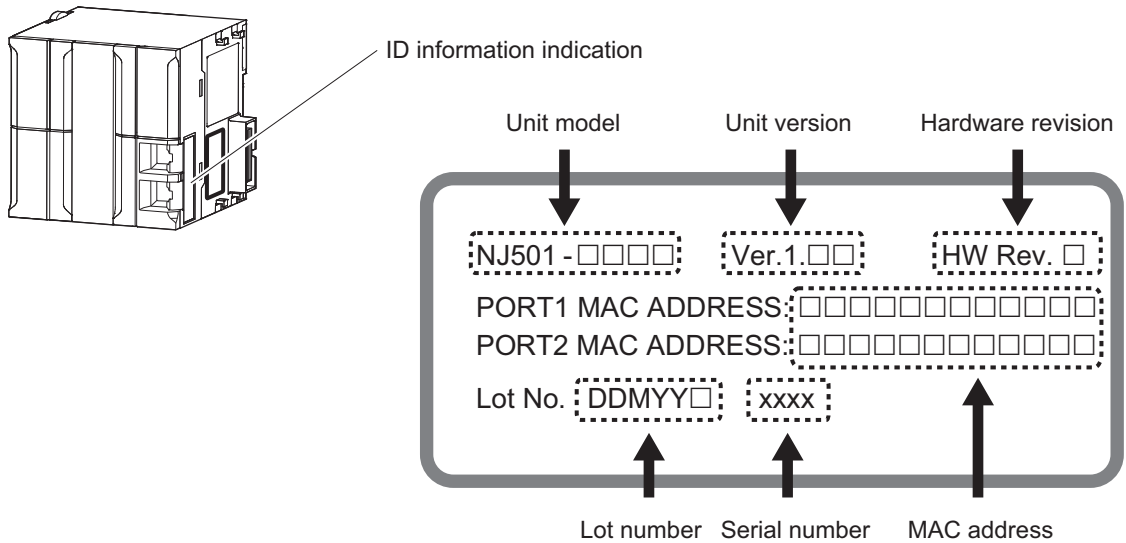 ID information indication
Unit model Unit version Hardware revision
NJ501 - □□□□ Ver.1.□□ HW Rev. □
PORT1 MAC ADDRESS: □□□□□□□□□□□□
PORT2 MAC ADDRESS: □□□□□□□□□□□□
Lot No. DDMYY□ xxxx
Lot number Serial number MAC address